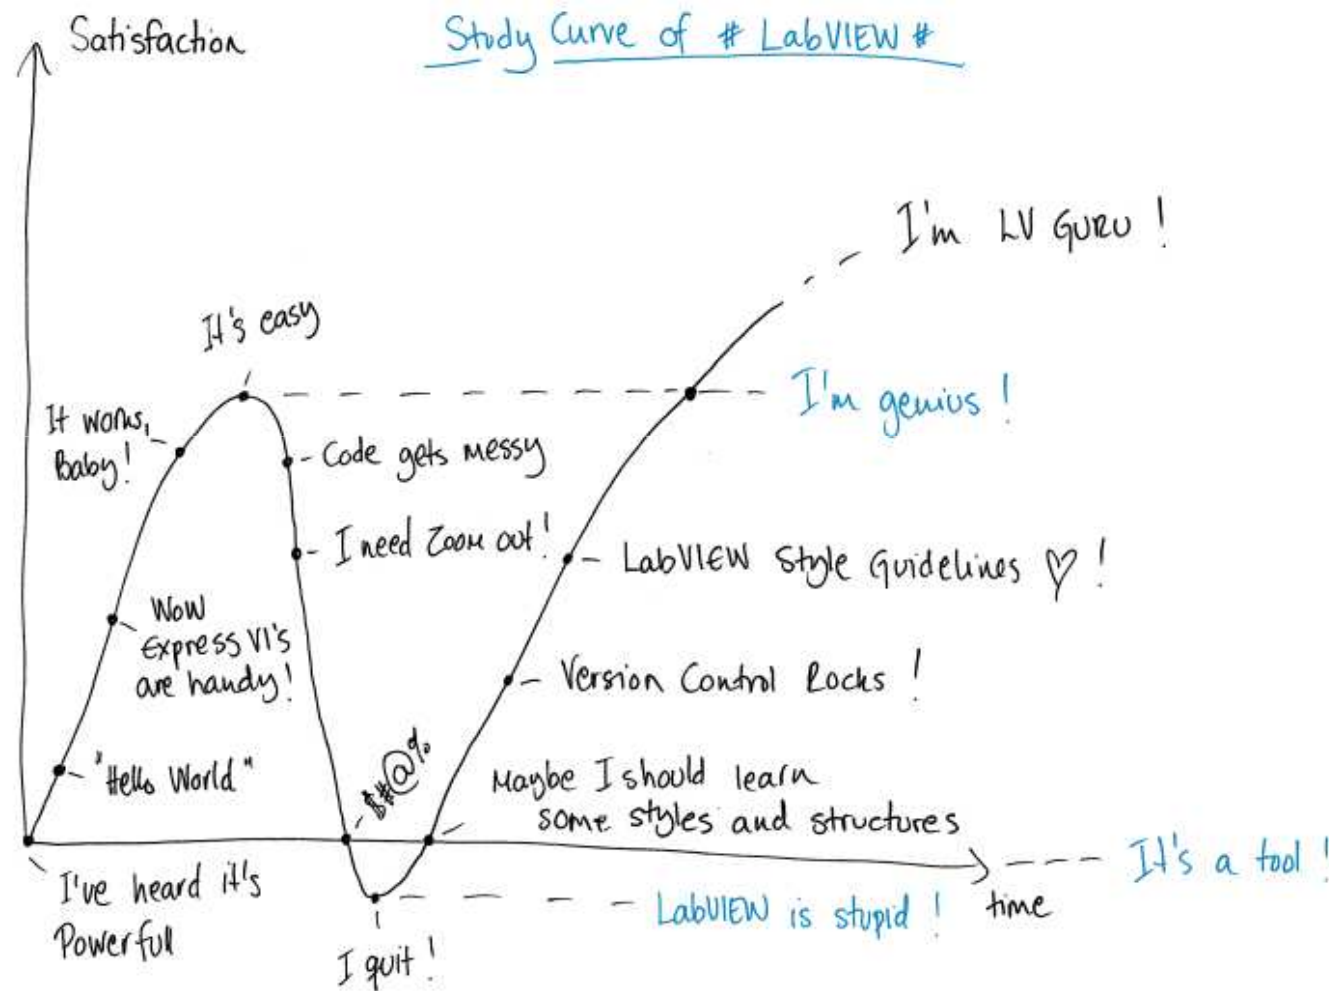 Satisfaction
Study Curve of # LabVIEW #
I'm LV GURU !
It's easy
I'm genius !
It works,
Baby!
Code gets messy
I need Zoom out!
LabVIEW Style Guidelines ♡ !
Wow
Express VI's
are handy!
Version Control Rocks !
"Hello World"
$#@%
Maybe I should learn
some styles and structures
It's a tool !
I've heard it's
Powerfull
LabVIEW is stupid !
time
I quit !